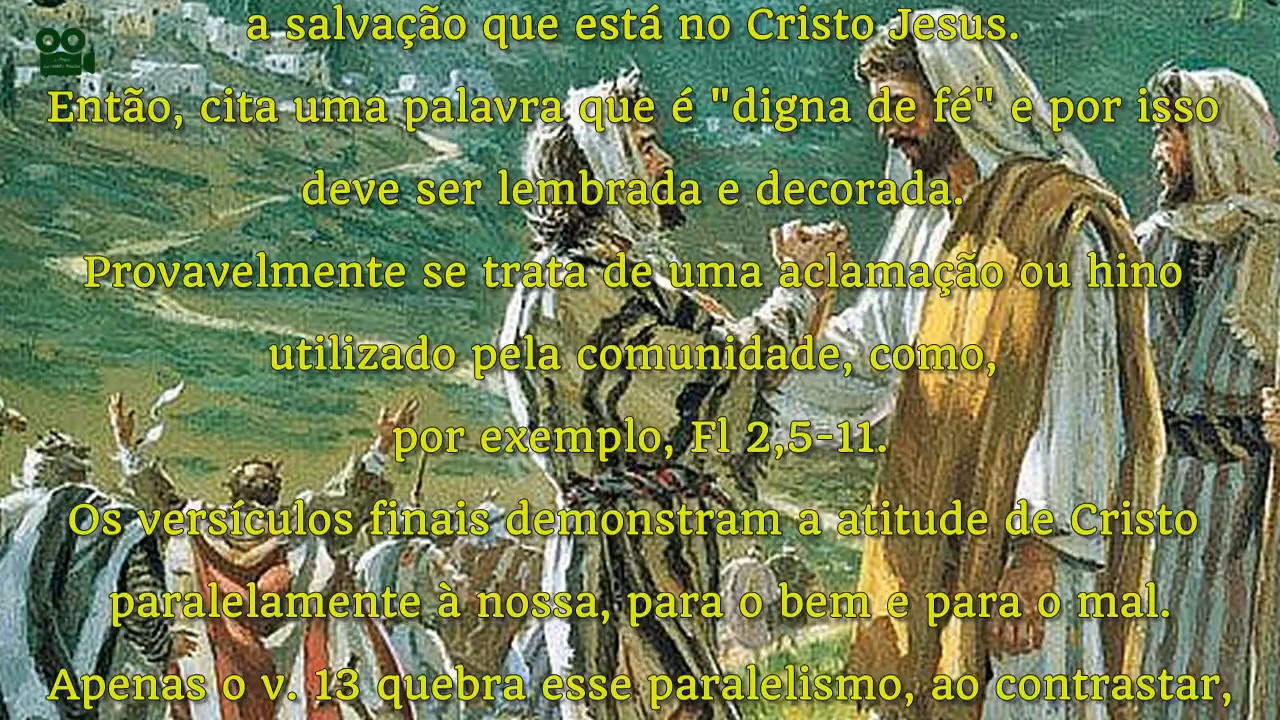 a salvação que está no Cristo Jesus.
Então, cita uma palavra que é "digna de fé" e por isso
deve ser lembrada e decorada.
Provavelmente se trata de uma aclamação ou hino
utilizado pela comunidade, como,
por exemplo, Fl 2,5-11.
Os versículos finais demonstram a atitude de Cristo
paralelamente à nossa, para o bem e para o mal.
Apenas o v. 13 quebra esse paralelismo, ao contrastar,